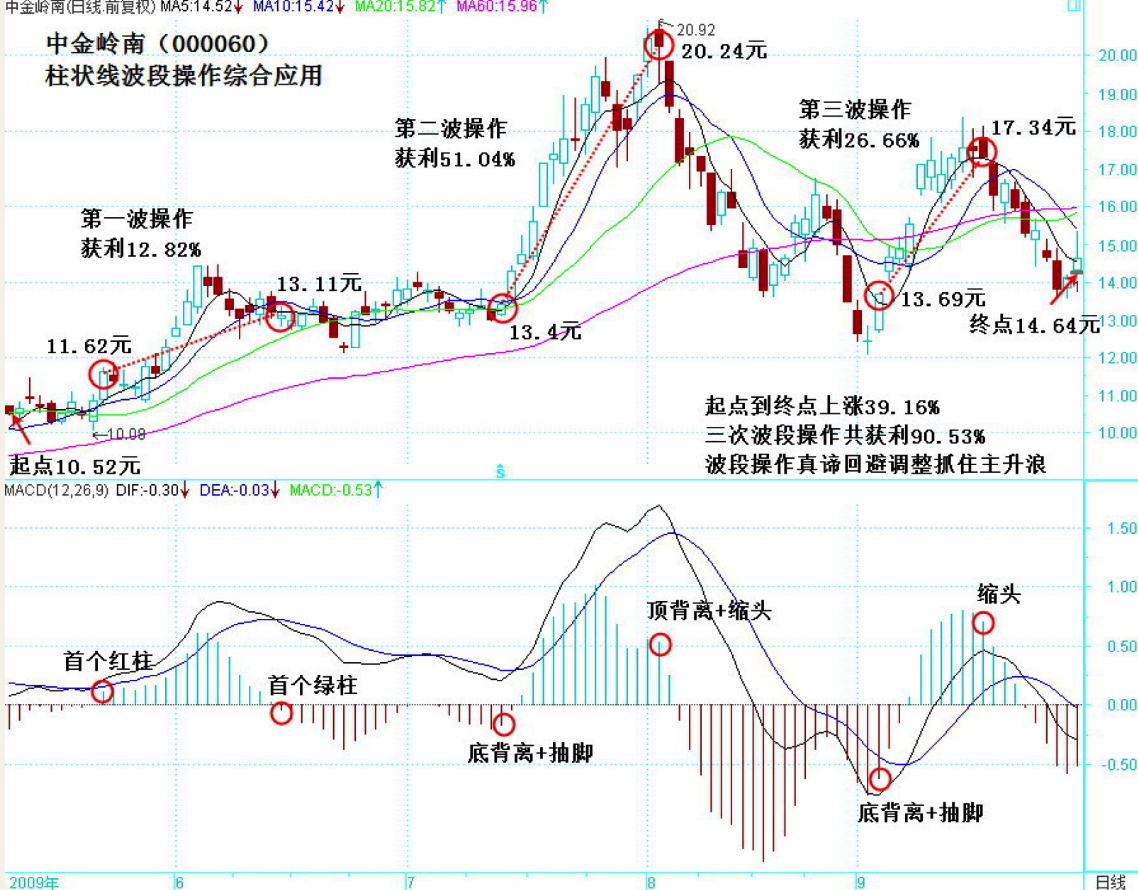 中金岭南(日线.前复权) MA5:14.52↓ MA10:15.42↓ MA20:15.82↑ MA60:15.96↑
中金岭南（000060）
柱状线波段操作综合应用
20.92
20.24元
第二波操作
获利51.04%
第三波操作
获利26.66%
17.34元
第一波操作
获利12.82%
13.11元
11.62元
13.4元
13.69元
终点14.64元
←10.08
起点10.52元
起点到终点上涨39.16%
三次波段操作共获利90.53%
波段操作真谛回避调整抓住主升浪
20.00
19.00
18.00
17.00
16.00
15.00
14.00
13.00
12.00
11.00
10.00
MACD(12,26,9) DIF:-0.30↓ DEA:-0.03↓ MACD:-0.53↑
首个红柱
首个绿柱
底背离+抽脚
顶背离+缩头
缩头
底背离+抽脚
1.50
1.00
0.50
0.00
-0.50
2009年 6 7 8 9 日线